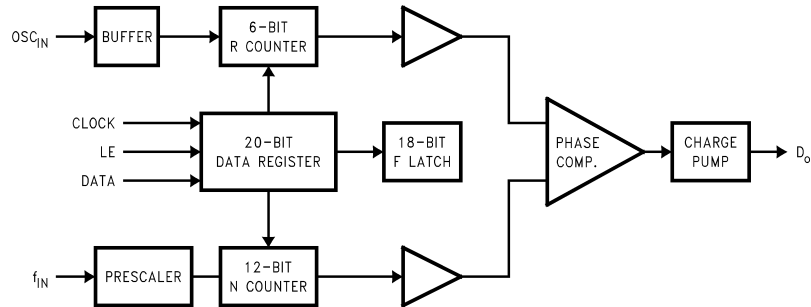 OSC_IN
BUFFER
6-BIT
R COUNTER
CLOCK
LE
DATA
20-BIT
DATA REGISTER
18-BIT
F LATCH
PHASE
COMP.
CHARGE
PUMP
D_o
f_IN
PRESCALER
12-BIT
N COUNTER